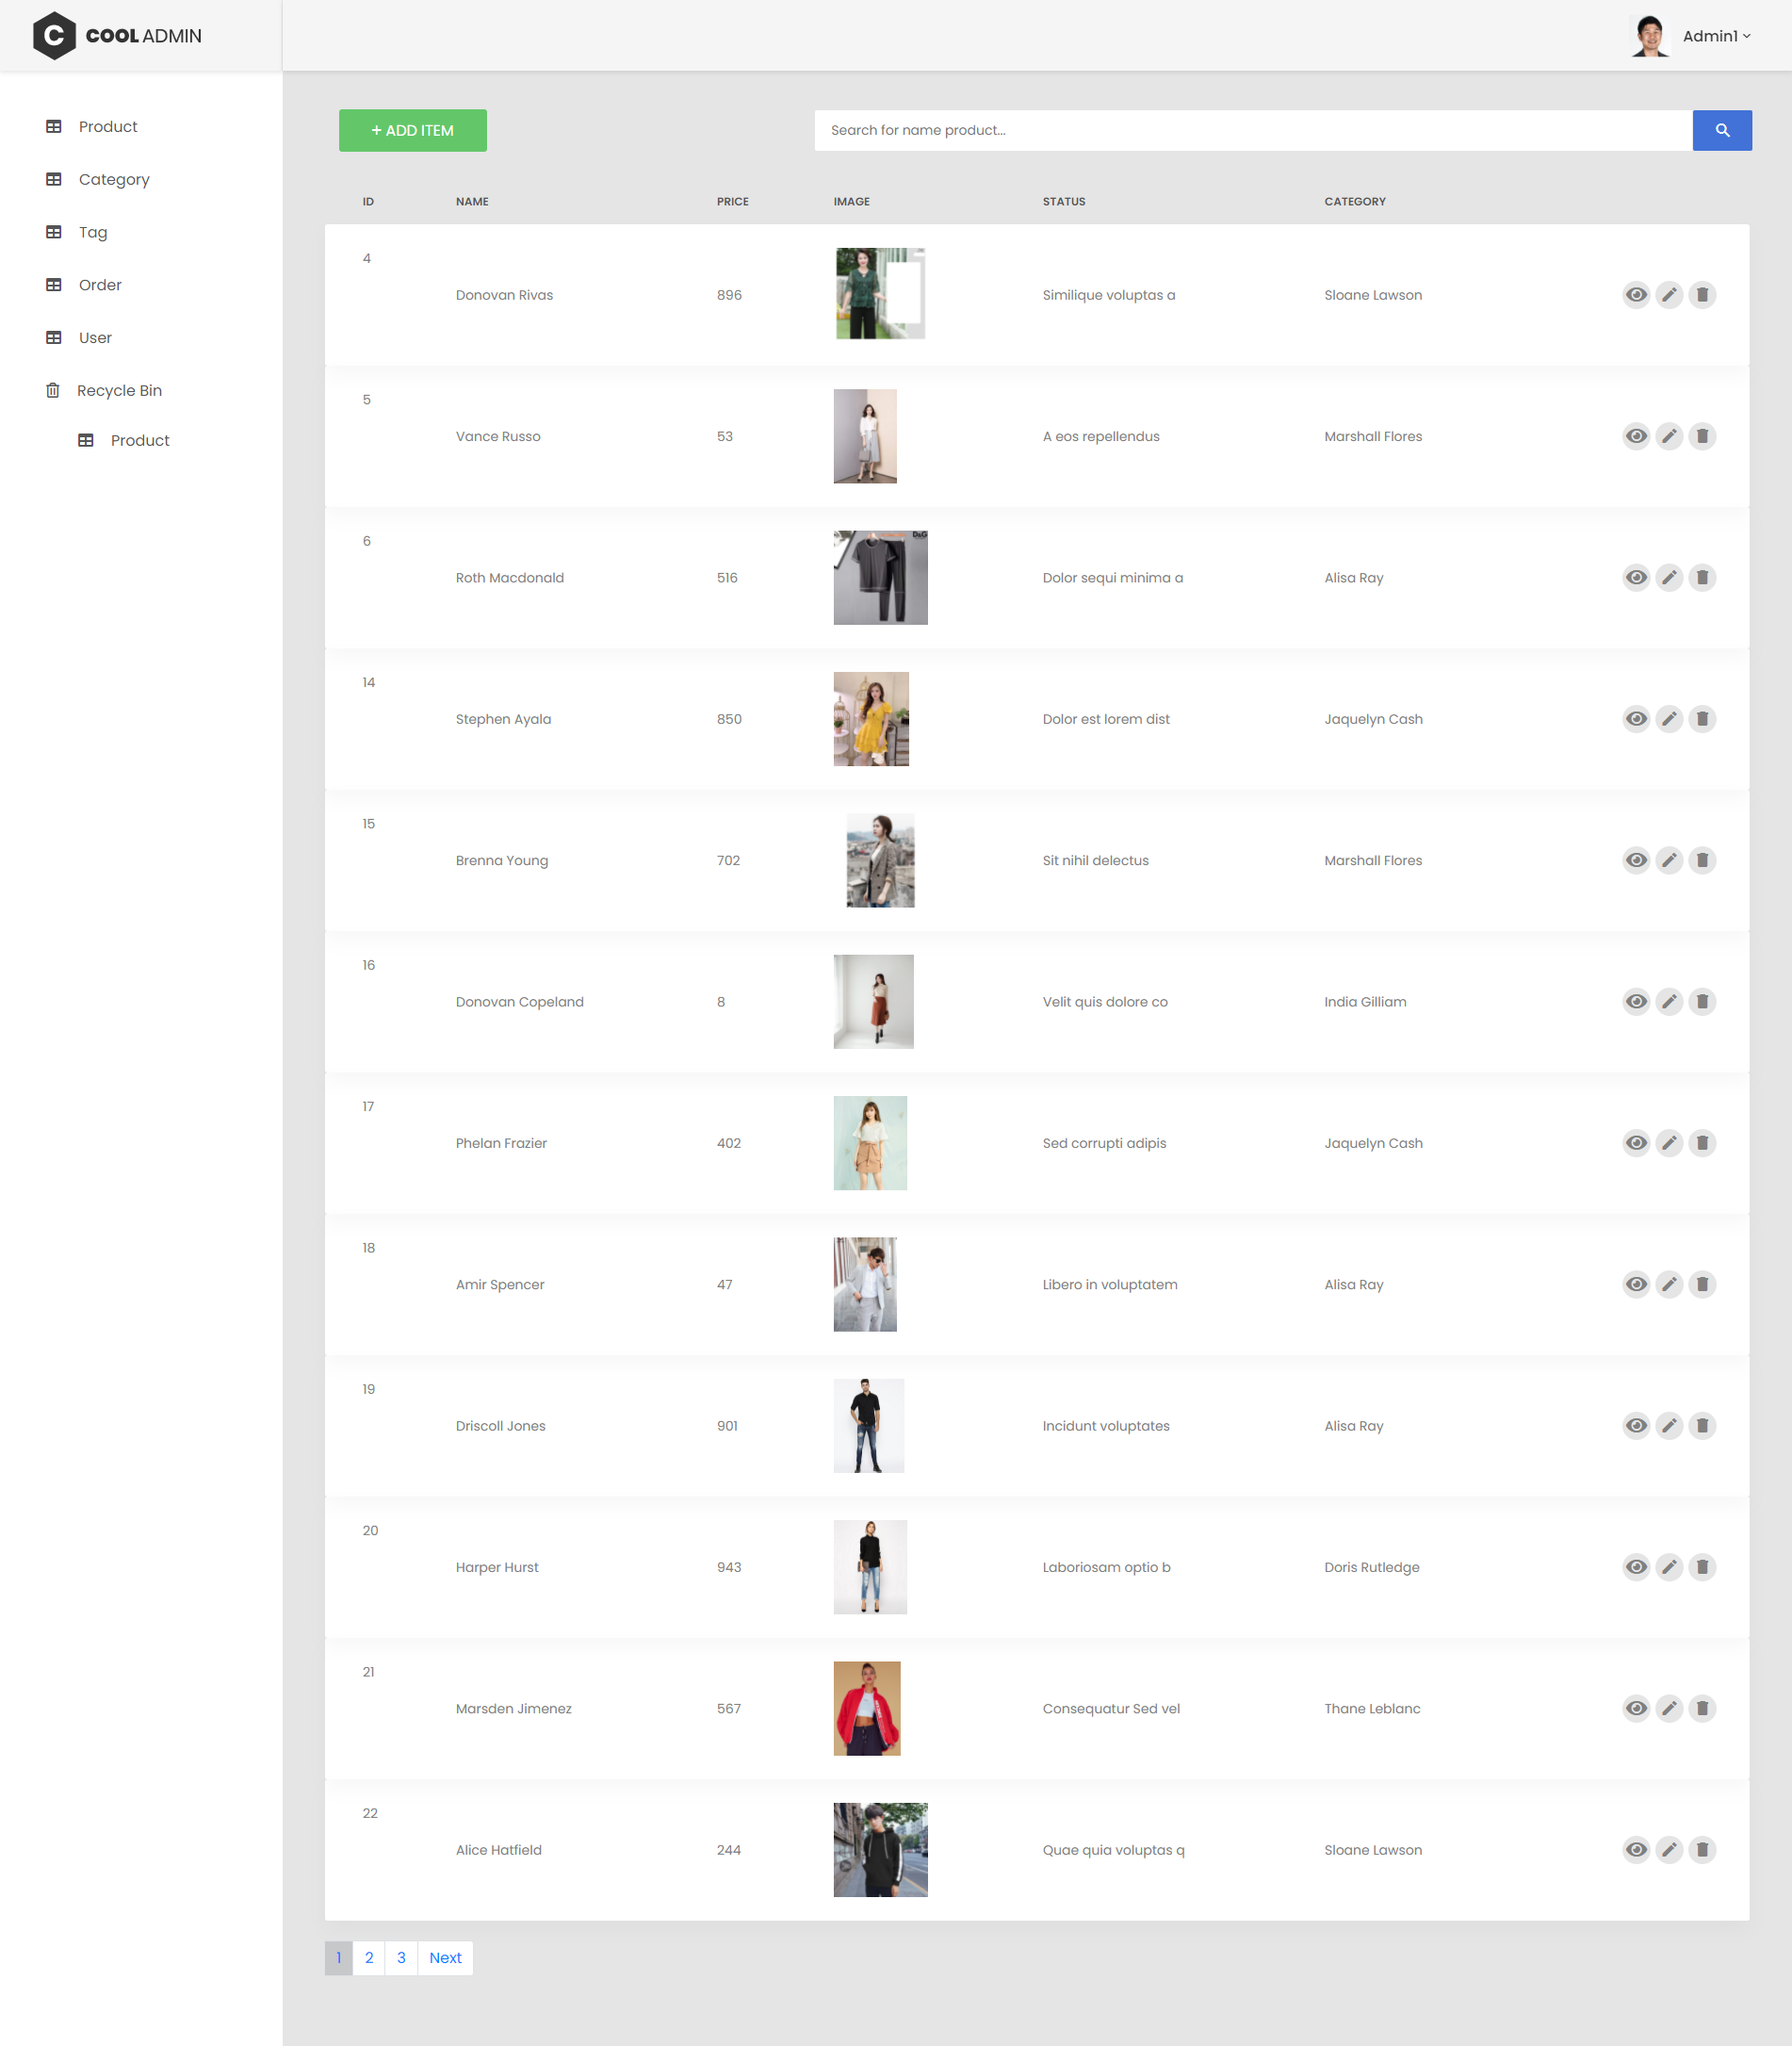 C COOL ADMIN
Admin1
Product
Category
Tag
Order
User
Recycle Bin
Product
+ ADD ITEM
Search for name product...
ID NAME PRICE IMAGE STATUS CATEGORY
4 Donovan Rivas 896 Similique voluptas a Sloane Lawson
5 Vance Russo 53 A eos repellendus Marshall Flores
6 Roth Macdonald 516 D&G Dolor sequi minima a Alisa Ray
14 Stephen Ayala 850 Dolor est lorem dist Jaquelyn Cash
15 Brenna Young 702 Sit nihil delectus Marshall Flores
16 Donovan Copeland 8 Velit quis dolore co India Gilliam
17 Phelan Frazier 402 Sed corrupti adipis Jaquelyn Cash
18 Amir Spencer 47 Libero in voluptatem Alisa Ray
19 Driscoll Jones 901 Incidunt voluptates Alisa Ray
20 Harper Hurst 943 Laboriosam optio b Doris Rutledge
21 Marsden Jimenez 567 Consequatur Sed vel Thane Leblanc
22 Alice Hatfield 244 Quae quia voluptas q Sloane Lawson
1 2 3 Next